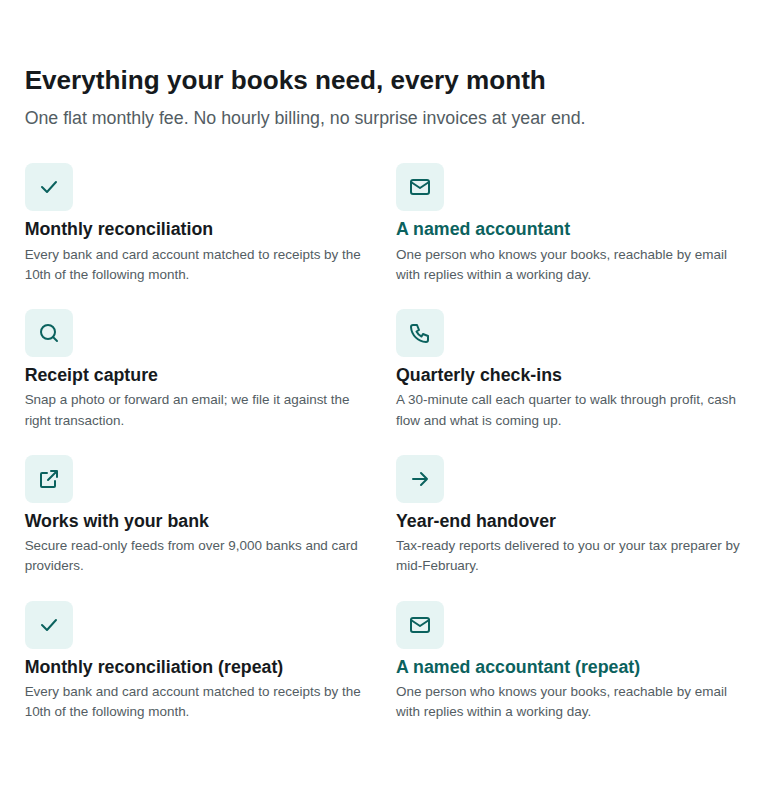 Everything your books need, every month
One flat monthly fee. No hourly billing, no surprise invoices at year end.
Monthly reconciliation
Every bank and card account matched to receipts by the
10th of the following month.
A named accountant
One person who knows your books, reachable by email
with replies within a working day.
Receipt capture
Snap a photo or forward an email; we file it against the
right transaction.
Quarterly check-ins
A 30-minute call each quarter to walk through profit, cash
flow and what is coming up.
Works with your bank
Secure read-only feeds from over 9,000 banks and card
providers.
Year-end handover
Tax-ready reports delivered to you or your tax preparer by
mid-February.
Monthly reconciliation (repeat)
Every bank and card account matched to receipts by the
10th of the following month.
A named accountant (repeat)
One person who knows your books, reachable by email
with replies within a working day.